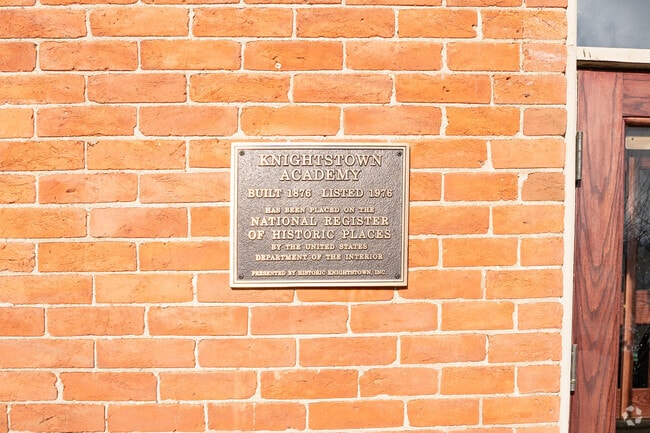 KNIGHTSTOWN
ACADEMY
BUILT 1876 LISTED 1976
HAS BEEN PLACED ON THE
NATIONAL REGISTER
OF HISTORIC PLACES
BY THE UNITED STATES
DEPARTMENT OF THE INTERIOR
PRESENTED BY HISTORIC KNIGHTSTOWN, INC.